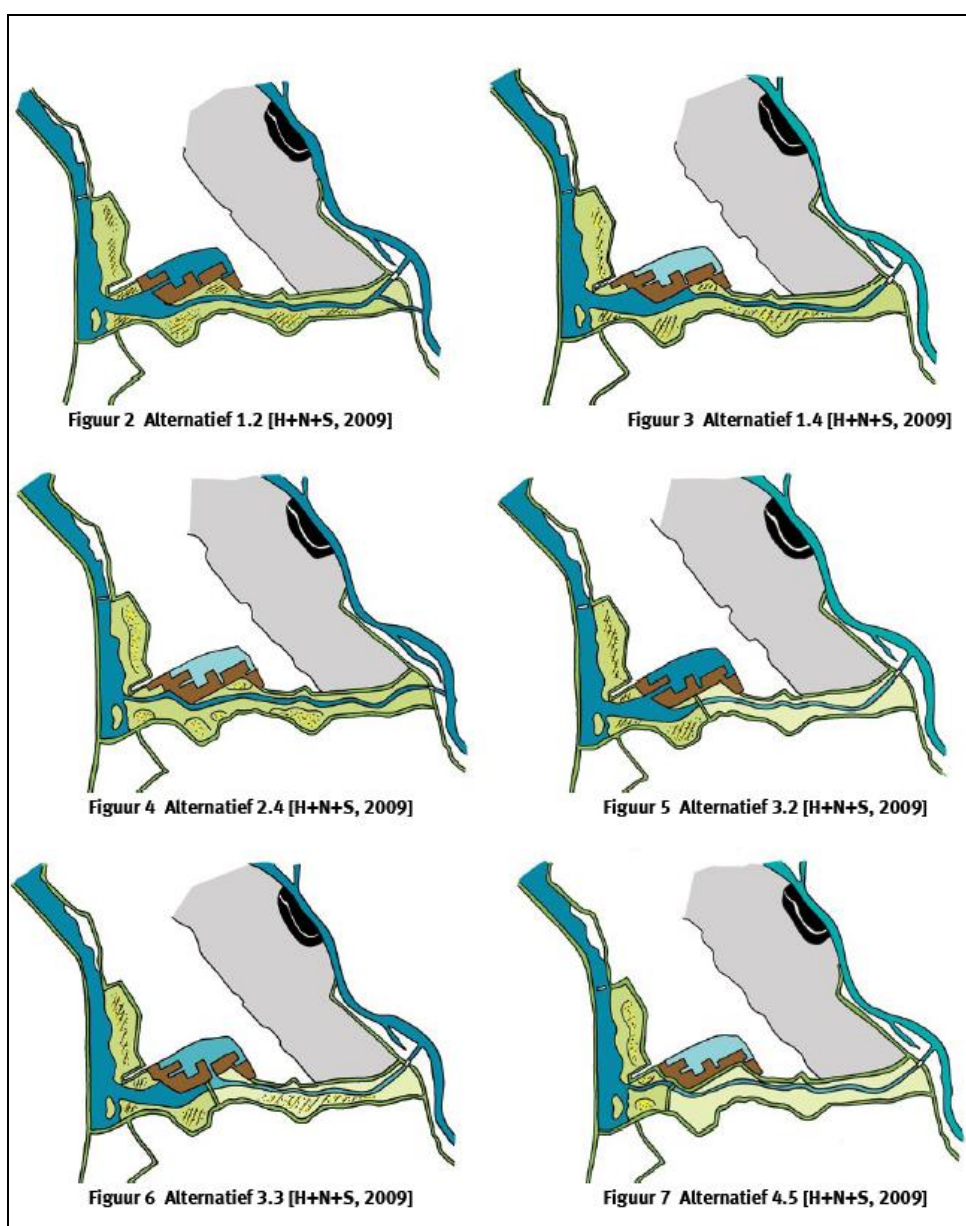 Figuur 2 Alternatief 1.2 [H+N+S, 2009]
Figuur 3 Alternatief 1.4 [H+N+S, 2009]
Figuur 4 Alternatief 2.4 [H+N+S, 2009]
Figuur 5 Alternatief 3.2 [H+N+S, 2009]
Figuur 6 Alternatief 3.3 [H+N+S, 2009]
Figuur 7 Alternatief 4.5 [H+N+S, 2009]